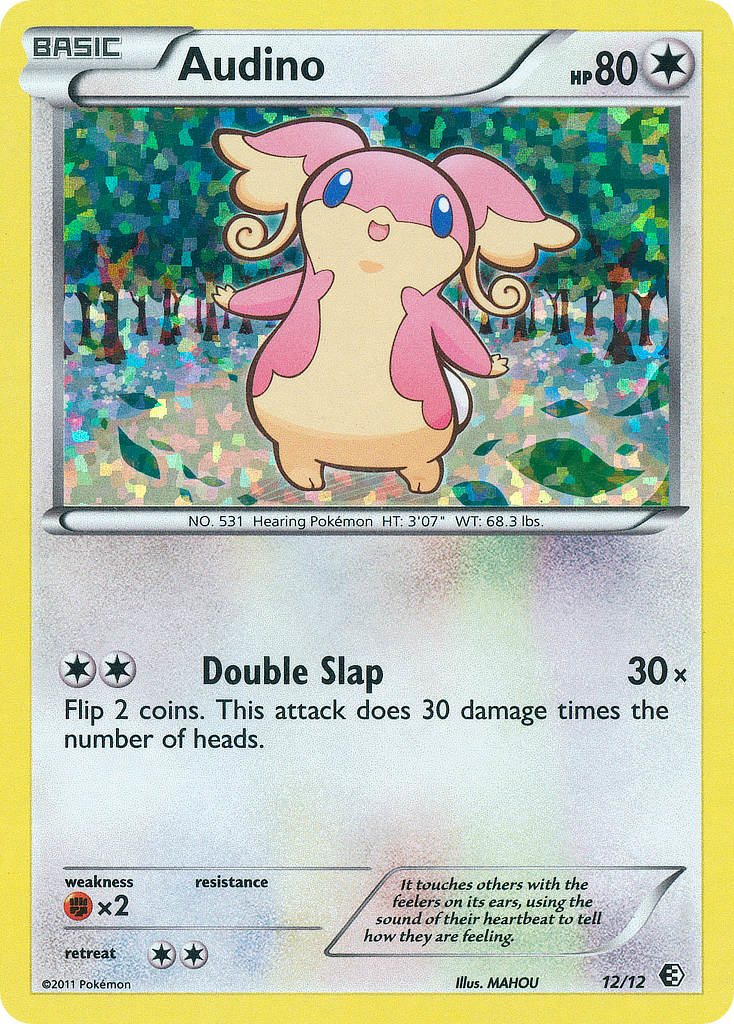 BASIC
Audino
HP80
NO. 531 Hearing Pokémon HT: 3'07" WT: 68.3 lbs.
Double Slap
30×
Flip 2 coins. This attack does 30 damage times the
number of heads.
weakness
resistance
×2
It touches others with the
feelers on its ears, using the
sound of their heartbeat to tell
how they are feeling.
retreat
©2011 Pokémon
Illus. MAHOU
12/12